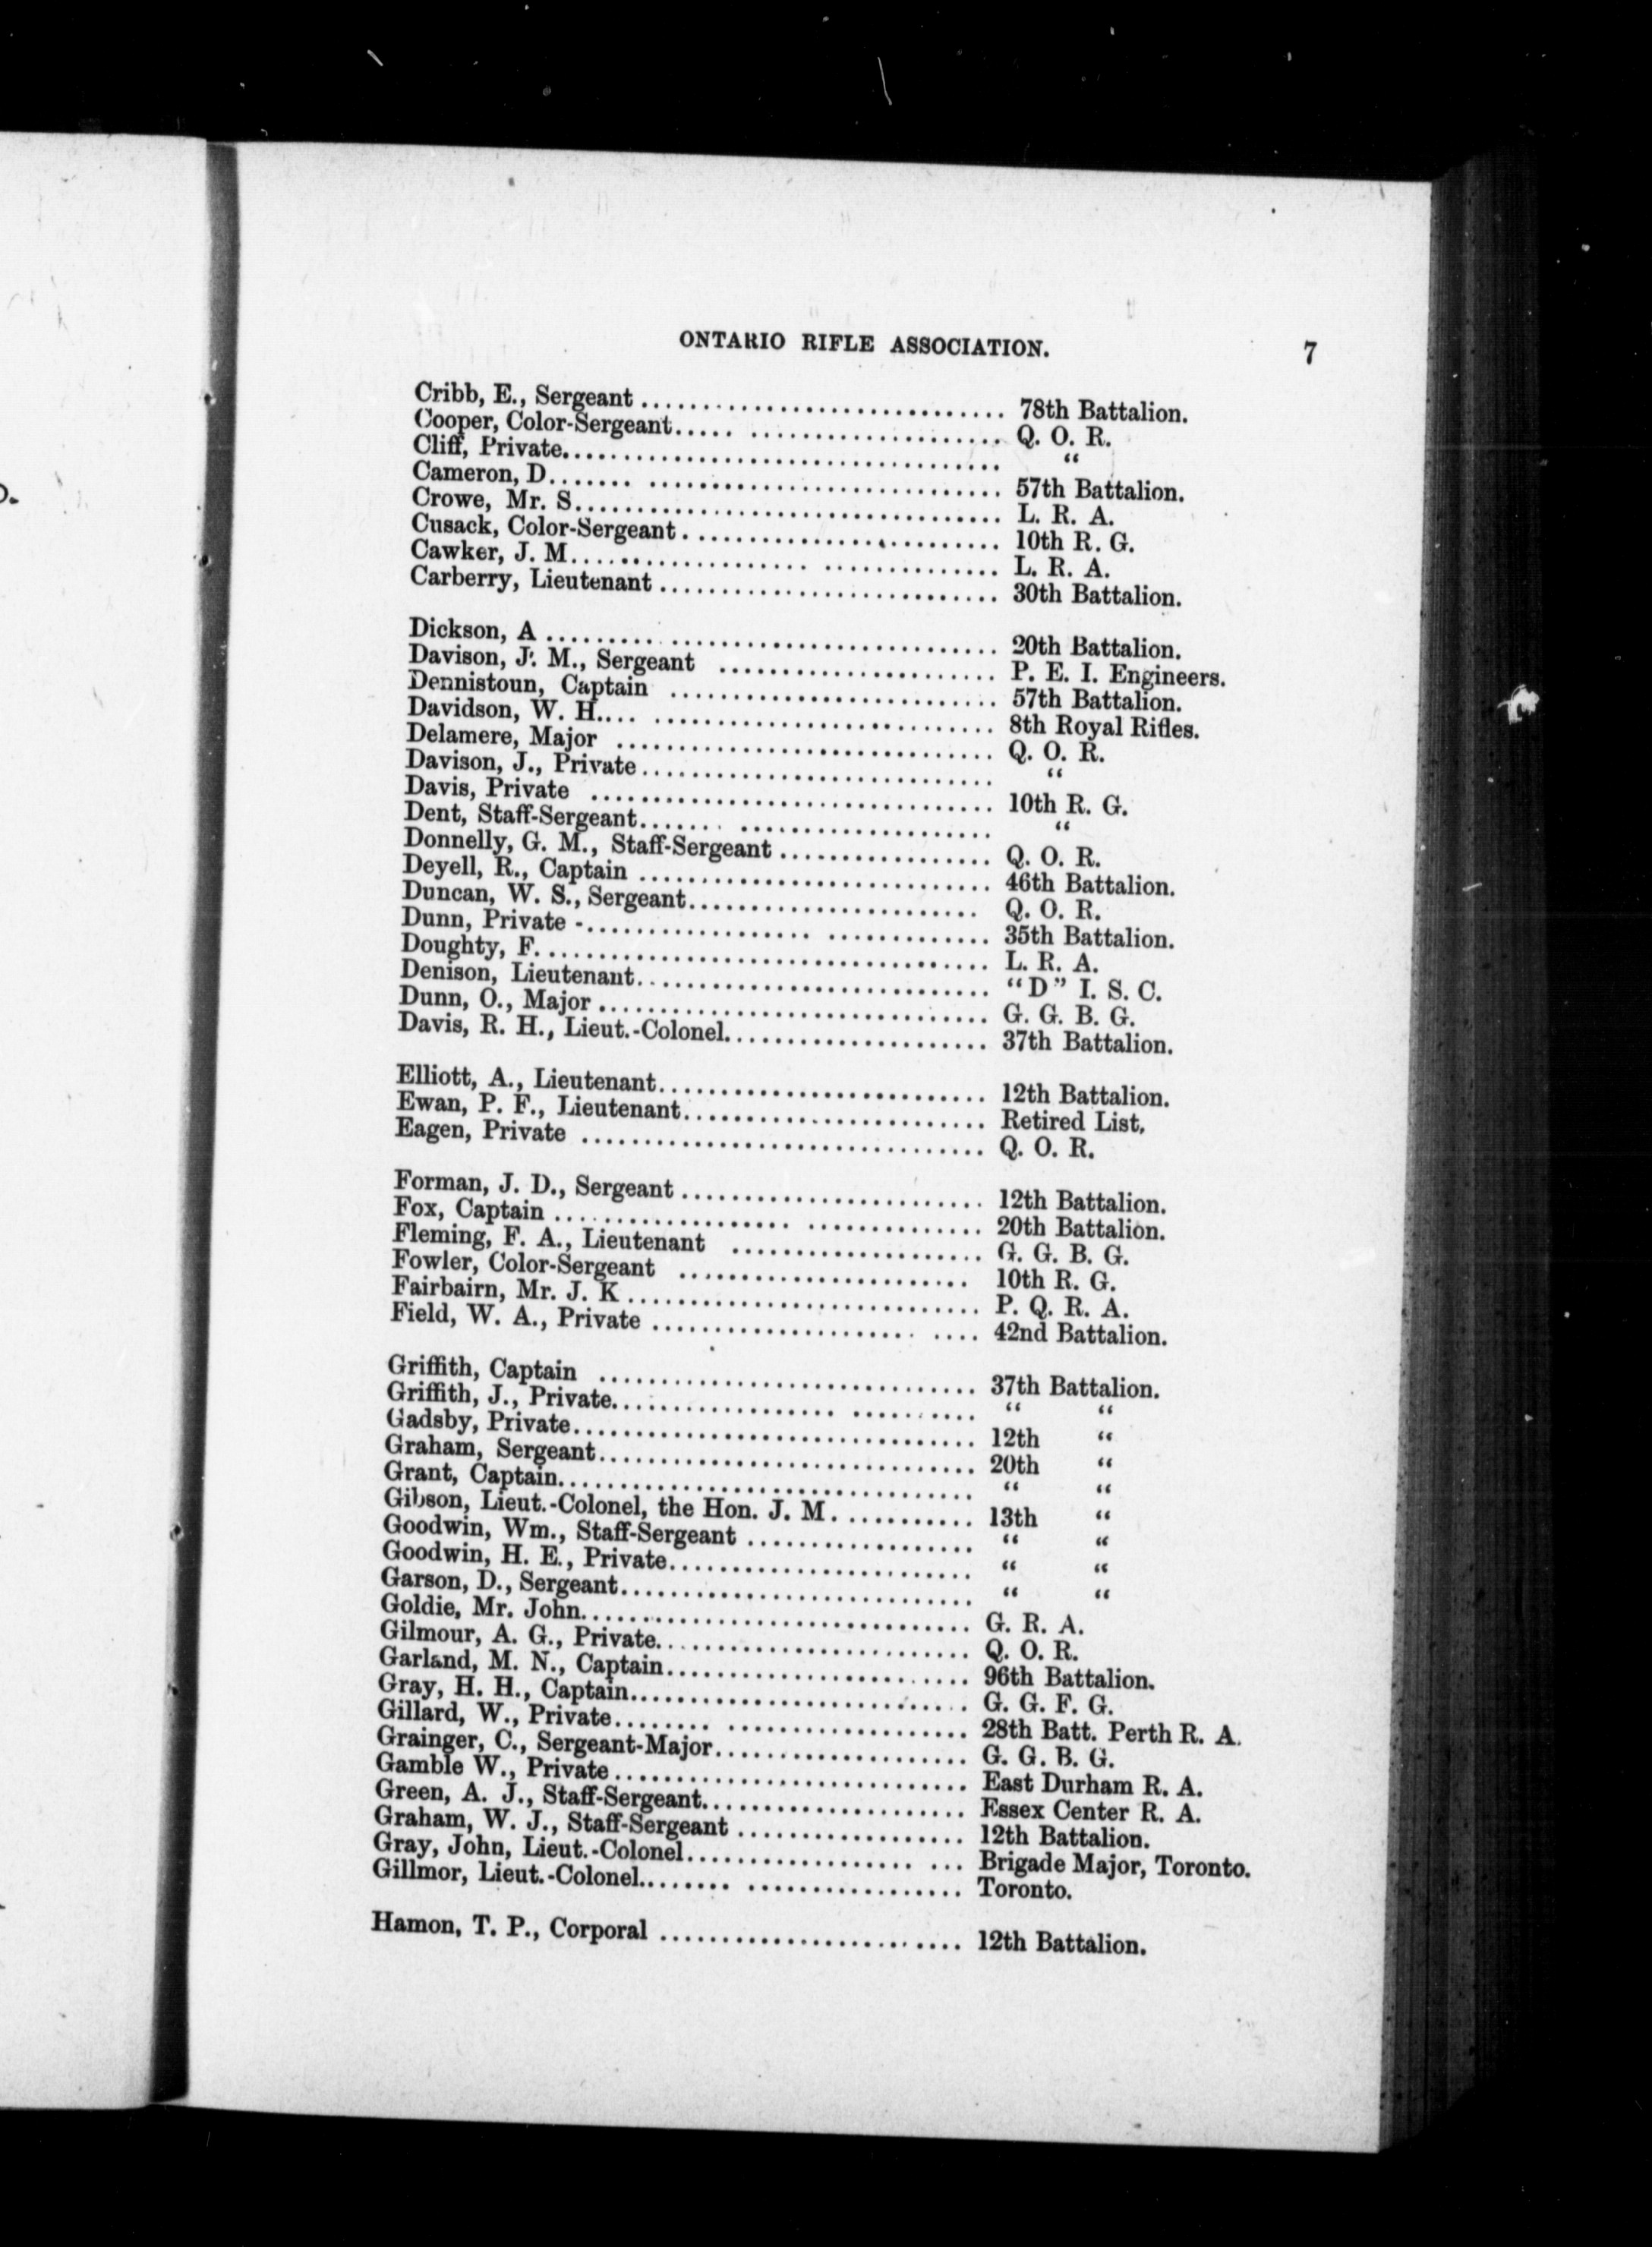 ONTARIO RIFLE ASSOCIATION. 7
Cribb, E., Sergeant .............................. 78th Battalion.
Cooper, Color-Sergeant.......................... Q. O. R.
Cliff, Private................................... “
Cameron, D................................... 57th Battalion.
Crowe, Mr. S.................................. L. R. A.
Cusack, Color-Sergeant.......................... 10th R. G.
Cawker, J. M.................................. L. R. A.
Carberry, Lieutenant ........................... 30th Battalion.
Dickson, A ................................... 20th Battalion.
Davison, J. M., Sergeant ...................... 57th P. E. I. Engineers.
Dennistoun, Captain .......................... 57th Battalion.
Davidson, W. H............................... 8th Royal Rifles.
Delamere, Major .............................. Q. O. R.
Davison, J., Private............................ “
Davis, Private ................................ 10th R. G.
Dent, Staff-Sergeant........................... “
Donnelly, G. M., Staff-Sergeant ................. Q. O. R.
Deyell, R., Captain ............................ 46th Battalion.
Duncan, W. S., Sergeant....................... Q. O. R.
Dunn, Private -............................... 35th Battalion.
Doughty, F................................... L. R. A.
Denison, Lieutenant............................ “D” I. S. C.
Dunn, O., Major ............................... G. G. B. G.
Davis, R. H., Lieut.-Colonel..................... 37th Battalion.
Elliott, A., Lieutenant.......................... 12th Battalion.
Ewan, P. F., Lieutenant........................ Retired List.
Eagen, Private ................................ Q. O. R.
Forman, J. D., Sergeant ........................ 12th Battalion.
Fox, Captain ................................. 20th Battalion.
Fleming, F. A., Lieutenant .................... G. G. B. G.
Fowler, Color-Sergeant ....................... 10th R. G.
Fairbairn, Mr. J. K ............................ P. Q. R. A.
Field, W. A., Private .......................... 42nd Battalion.
Griffith, Captain .............................. 37th Battalion.
Griffith, J., Private............................ “ “
Gadsby, Private................................ 12th “
Graham, Sergeant.............................. 20th “
Grant, Captain................................. “ “
Gibson, Lieut.-Colonel, the Hon. J. M............ 13th “
Goodwin, Wm., Staff-Sergeant .................. “ “
Goodwin, H. E., Private........................ “ “
Garson, D., Sergeant............................ “ “
Goldie, Mr. John............................... G. R. A.
Gilmour, A. G., Private......................... Q. O. R.
Garland, M. N., Captain........................ 96th Battalion.
Gray, H. H., Captain........................... G. G. F. G.
Gillard, W., Private............................ 28th Batt. Perth R. A.
Grainger, C., Sergeant-Major.................... G. G. B. G.
Gamble W., Private ............................ East Durham R. A.
Green, A. J., Staff-Sergeant..................... Essex Center R. A.
Graham, W. J., Staff-Sergeant .................. 12th Battalion.
Gray, John, Lieut.-Colonel...................... Brigade Major, Toronto.
Gillmor, Lieut.-Colonel......................... Toronto.
Hamon, T. P., Corporal ........................ 12th Battalion.